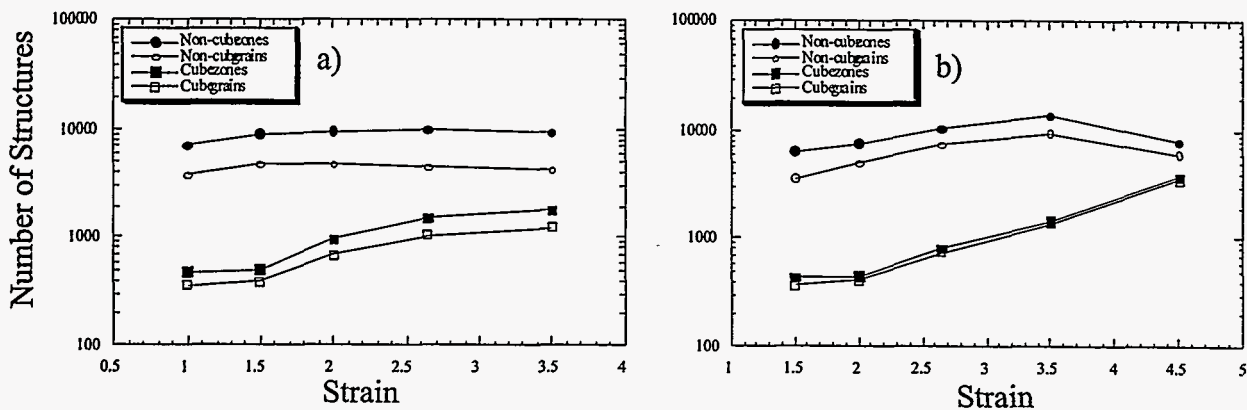 Number of Structures
100000
10000
1000
100
Non-cubezones
Non-cubgrains
Cubezones
Cubegrains
a)
0.5 1 1.5 2 2.5 3 3.5 4
Strain
100000
10000
1000
100
Non-cubezones
Non-cubgrains
Cubezones
Cubegrains
b)
1 1.5 2 2.5 3 3.5 4 4.5 5
Strain